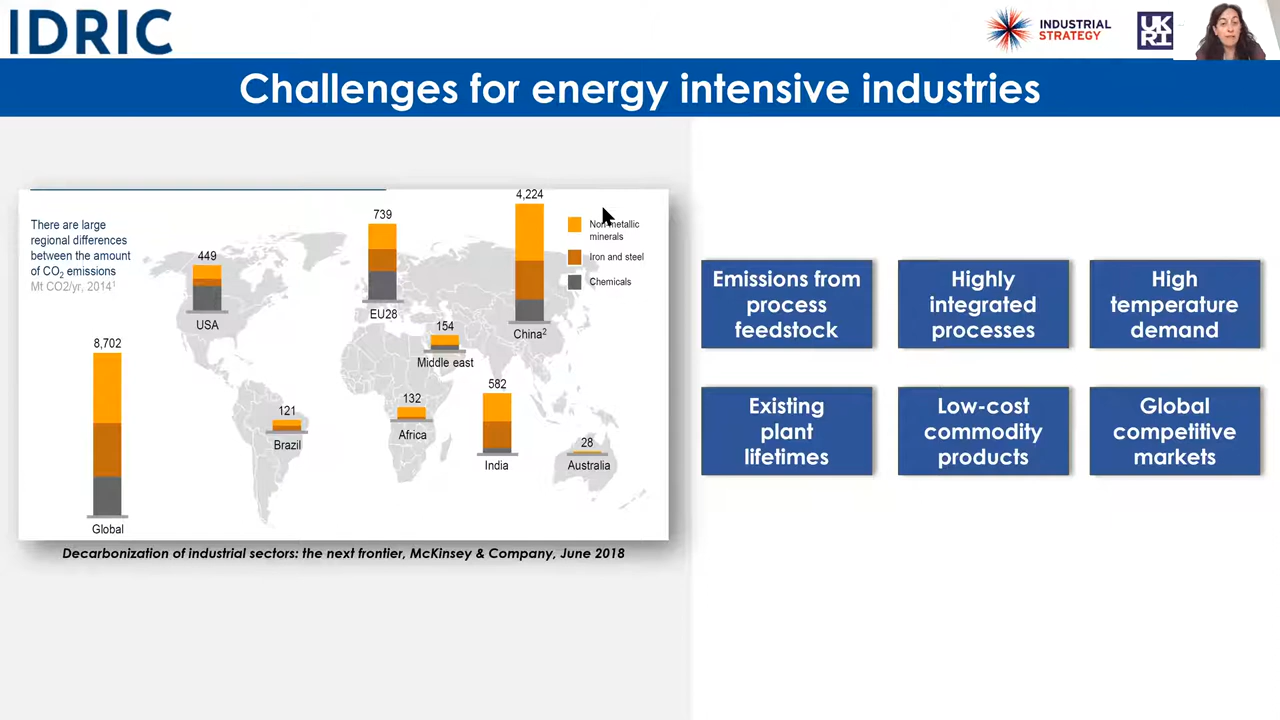 IDRIC
INDUSTRIAL
STRATEGY
UK
RI
Challenges for energy intensive industries
There are large
regional differences
between the amount
of CO2 emissions
Mt CO2/yr, 2014¹
8,702
Global
449
USA
121
Brazil
739
EU28
154
Middle east
132
Africa
582
India
4,224
China²
28
Australia
Non-metallic
minerals
Iron and steel
Chemicals
Decarbonization of industrial sectors: the next frontier, McKinsey & Company, June 2018
Emissions from
process
feedstock
Highly
integrated
processes
High
temperature
demand
Existing
plant
lifetimes
Low-cost
commodity
products
Global
competitive
markets